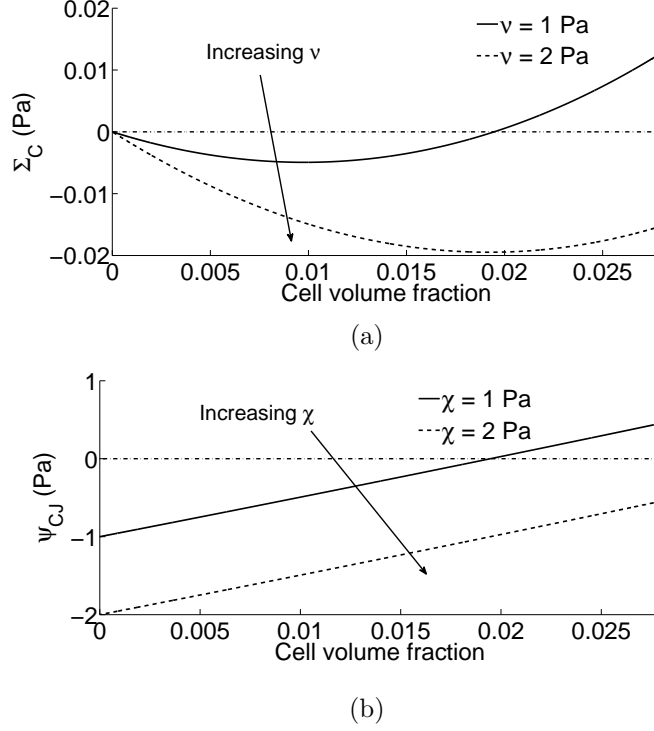 0.02
ν = 1 Pa
ν = 2 Pa
Increasing ν
0.01
0
−0.01
−0.02
Σ_C (Pa)
0 0.005 0.01 0.015 0.02 0.025
Cell volume fraction
(a)
1
χ = 1 Pa
χ = 2 Pa
Increasing χ
0
−1
−2
ψ_CJ (Pa)
0 0.005 0.01 0.015 0.02 0.025
Cell volume fraction
(b)